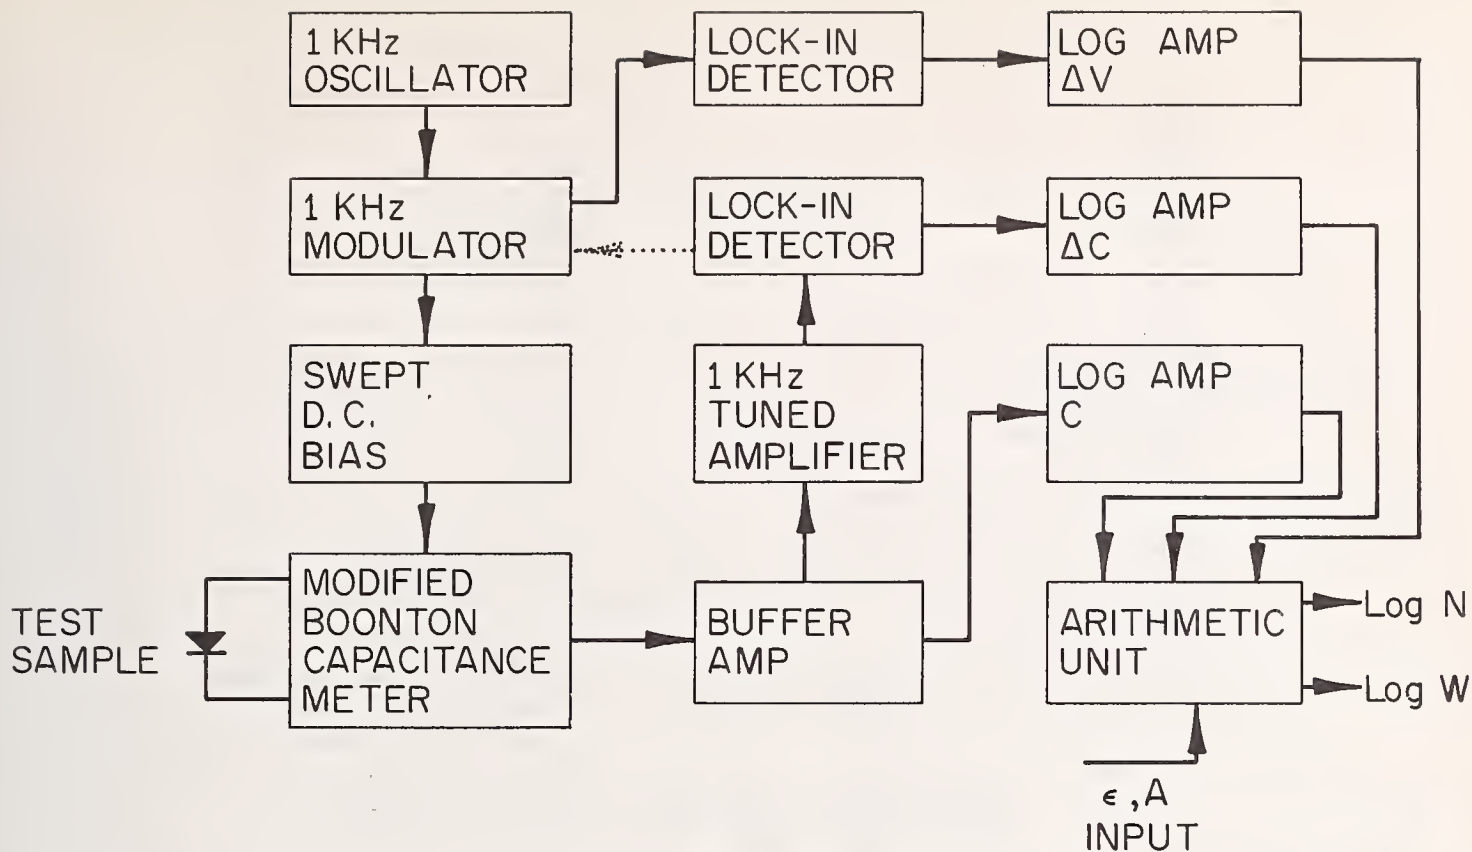 1 KHz
OSCILLATOR
LOCK-IN
DETECTOR
LOG AMP
ΔV
1 KHz
MODULATOR
LOCK-IN
DETECTOR
LOG AMP
ΔC
SWEPT
D.C.
BIAS
1 KHz
TUNED
AMPLIFIER
LOG AMP
C
TEST
SAMPLE
MODIFIED
BOONTON
CAPACITANCE
METER
BUFFER
AMP
ARITHMETIC
UNIT
Log N
Log W
ϵ, A
INPUT